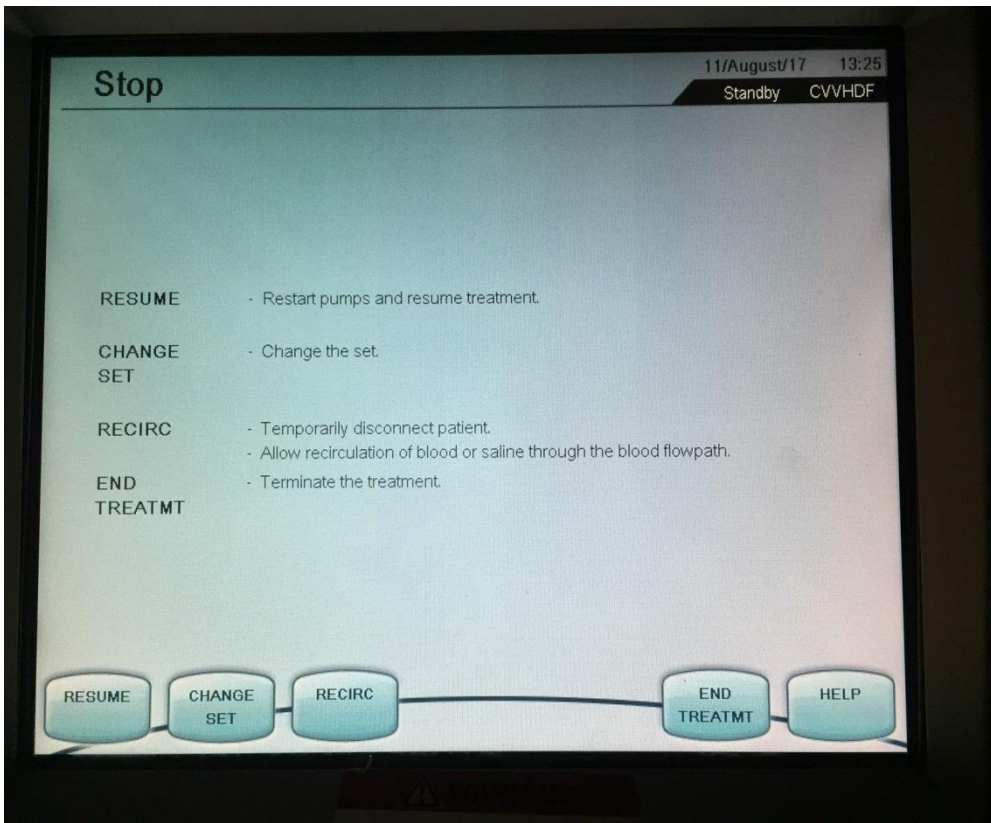 Stop
11/August/17 13:25
Standby CVVHDF
RESUME - Restart pumps and resume treatment.
CHANGE SET - Change the set.
RECIRC - Temporarily disconnect patient.
- Allow recirculation of blood or saline through the blood flowpath.
END TREATMT - Terminate the treatment.
RESUME
CHANGE SET
RECIRC
END TREATMT
HELP
WARNING